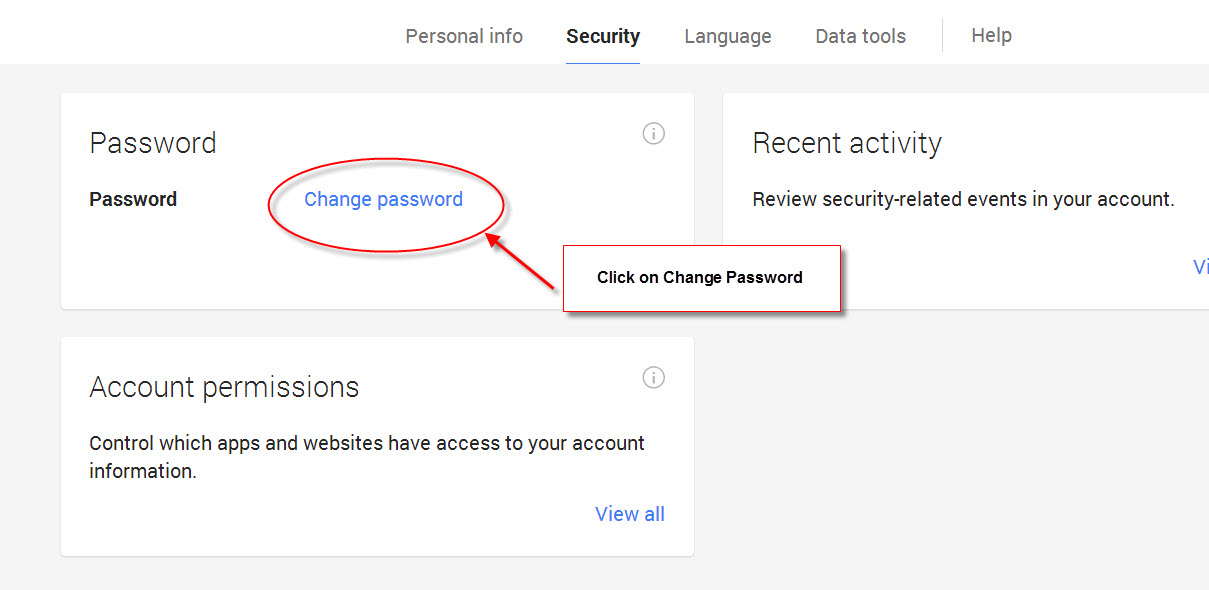 Personal info Security Language Data tools Help
Password
Password Change password
Click on Change Password
Recent activity
Review security-related events in your account.
Vi
Account permissions
Control which apps and websites have access to your account
information.
View all